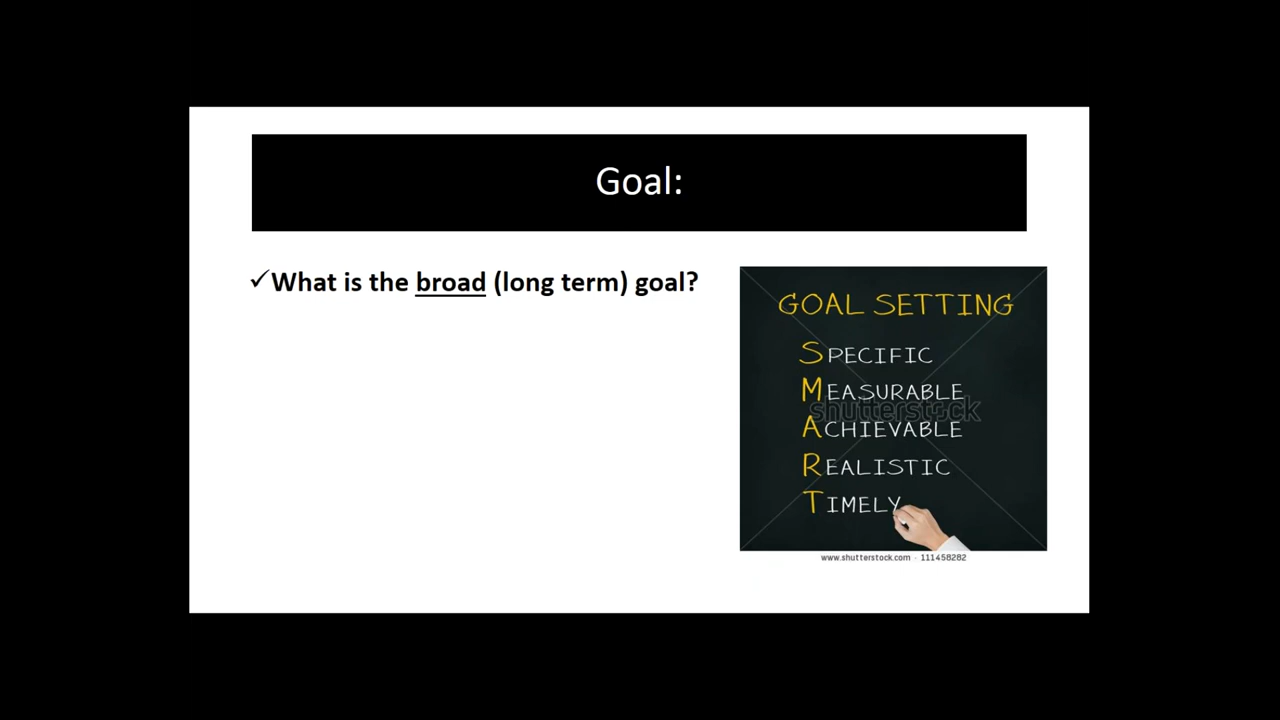 Goal:
✓What is the broad (long term) goal?
GOAL SETTING
SPECIFIC
MEASURABLE
shutterstock
ACHIEVABLE
REALISTIC
TIMELY
www.shutterstock.com · 111458282